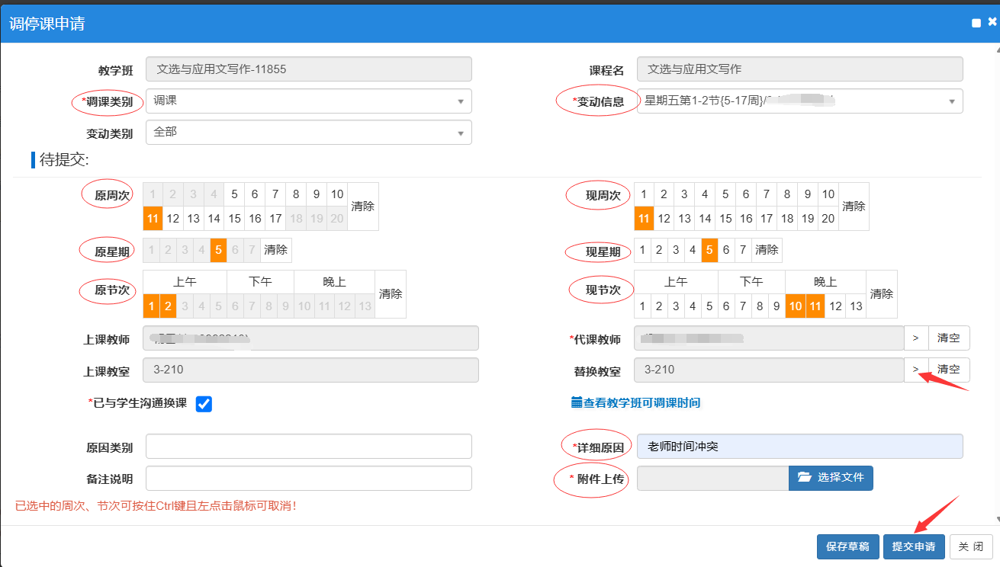 调停课申请
教学班 文选与应用文写作-11855 课程名 文选与应用文写作
*调课类别 调课 *变动信息 星期五第1-2节{5-17周}/
变动类别 全部
待提交:
原周次 1 2 3 4 5 6 7 8 9 10 清除 现周次 1 2 3 4 5 6 7 8 9 10 清除
11 12 13 14 15 16 17 18 19 20 11 12 13 14 15 16 17 18 19 20
原星期 1 2 3 4 5 6 7 清除 现星期 1 2 3 4 5 6 7 清除
原节次 上午 下午 晚上 清除 现节次 上午 下午 晚上 清除
1 2 3 4 5 6 7 8 9 10 11 12 13 1 2 3 4 5 6 7 8 9 10 11 12 13
上课教师 *代课教师 > 清空
上课教室 3-210 替换教室 3-210 > 清空
*已与学生沟通换课 查看教学班可调课时间
原因类别 *详细原因 老师时间冲突
备注说明 * 附件上传 选择文件
已选中的周次、节次可按住Ctrl键且左点击鼠标可取消！
保存草稿 提交申请 关 闭